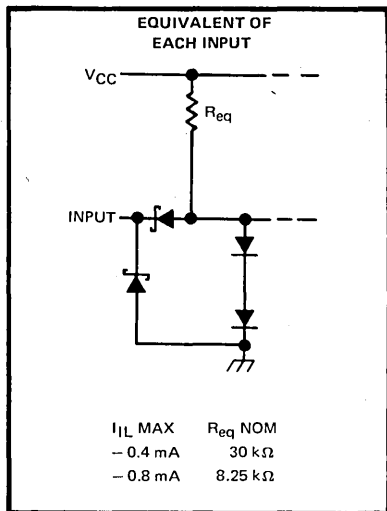 EQUIVALENT OF
EACH INPUT
VCC
Req
INPUT
IIL MAX Req NOM
− 0.4 mA 30 kΩ
− 0.8 mA 8.25 kΩ